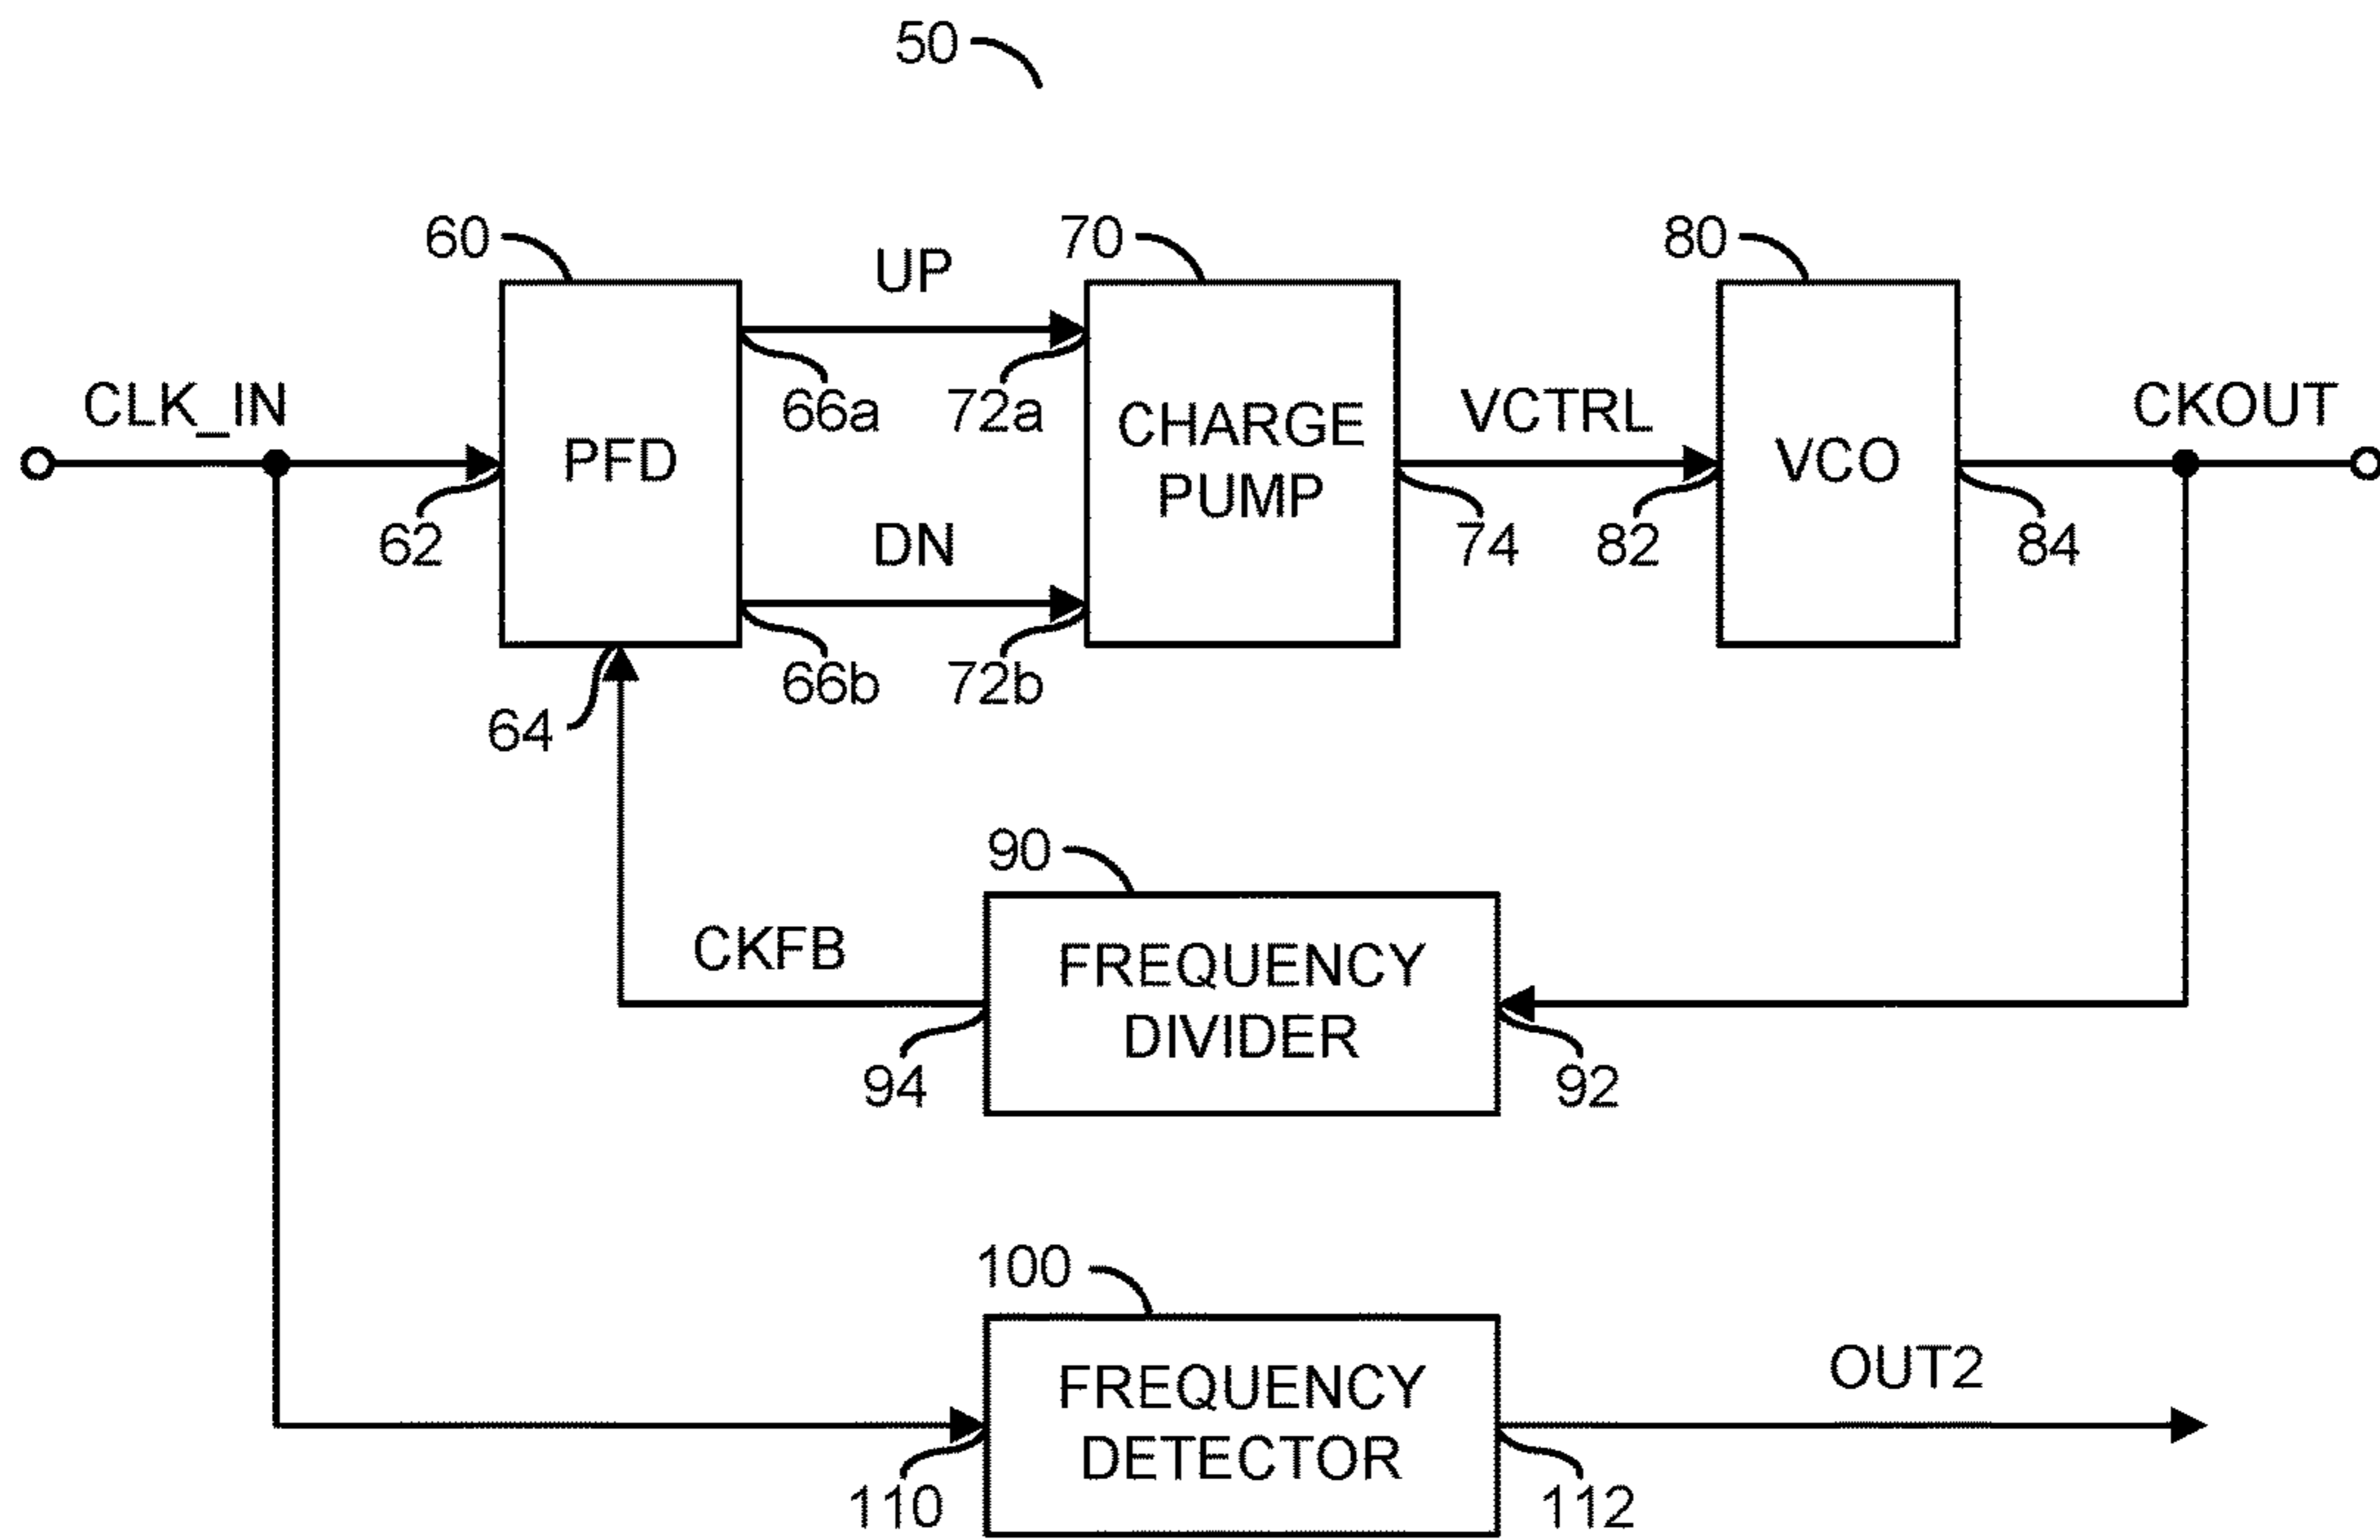 50
60
UP
70
80
CLK_IN
66a
72a
VCTRL
CKOUT
PFD
CHARGE
PUMP
VCO
62
DN
74
82
84
66b
72b
64
90
CKFB
FREQUENCY
DIVIDER
94
92
100
FREQUENCY
DETECTOR
OUT2
110
112